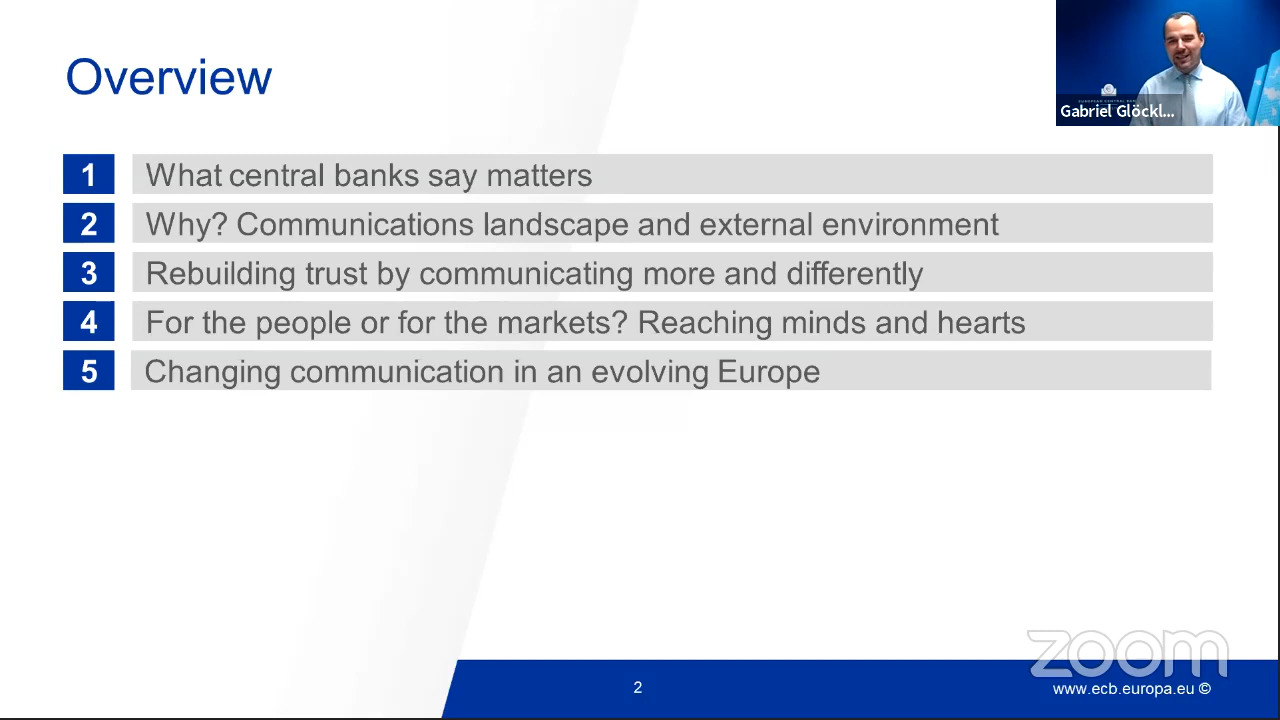 Overview
Gabriel Glöckl...
1 What central banks say matters
2 Why? Communications landscape and external environment
3 Rebuilding trust by communicating more and differently
4 For the people or for the markets? Reaching minds and hearts
5 Changing communication in an evolving Europe
zoom
2
www.ecb.europa.eu ©